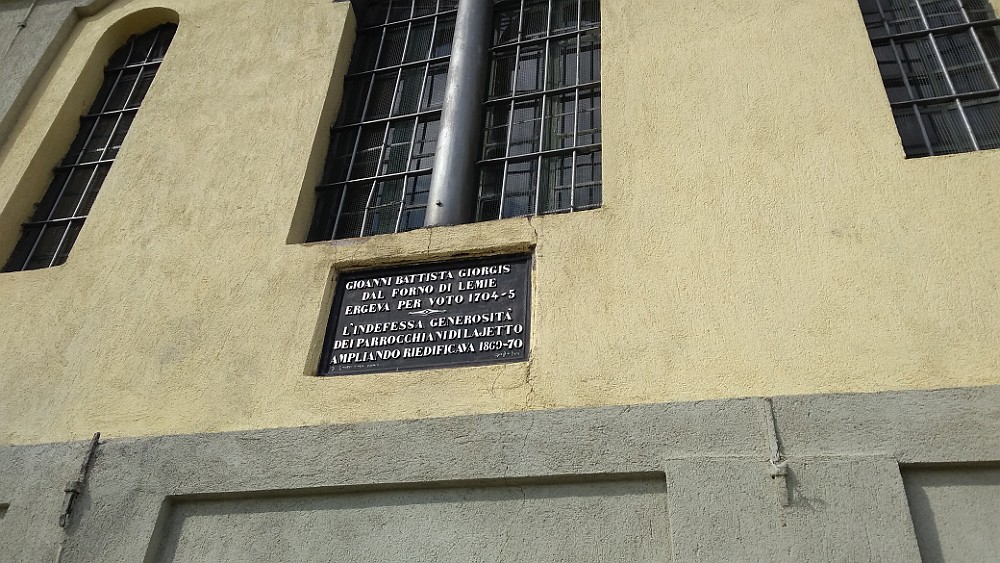 GIOANNI BATTISTA GIORGIS
DAL FORNO DI LEMIE
ERGEVA PER VOTO 1704-5
L'INDEFESSA GENEROSITÀ
DEI PARROCCHIANI DI LAJETTO
AMPLIANDO RIEDIFICAVA 1869-70